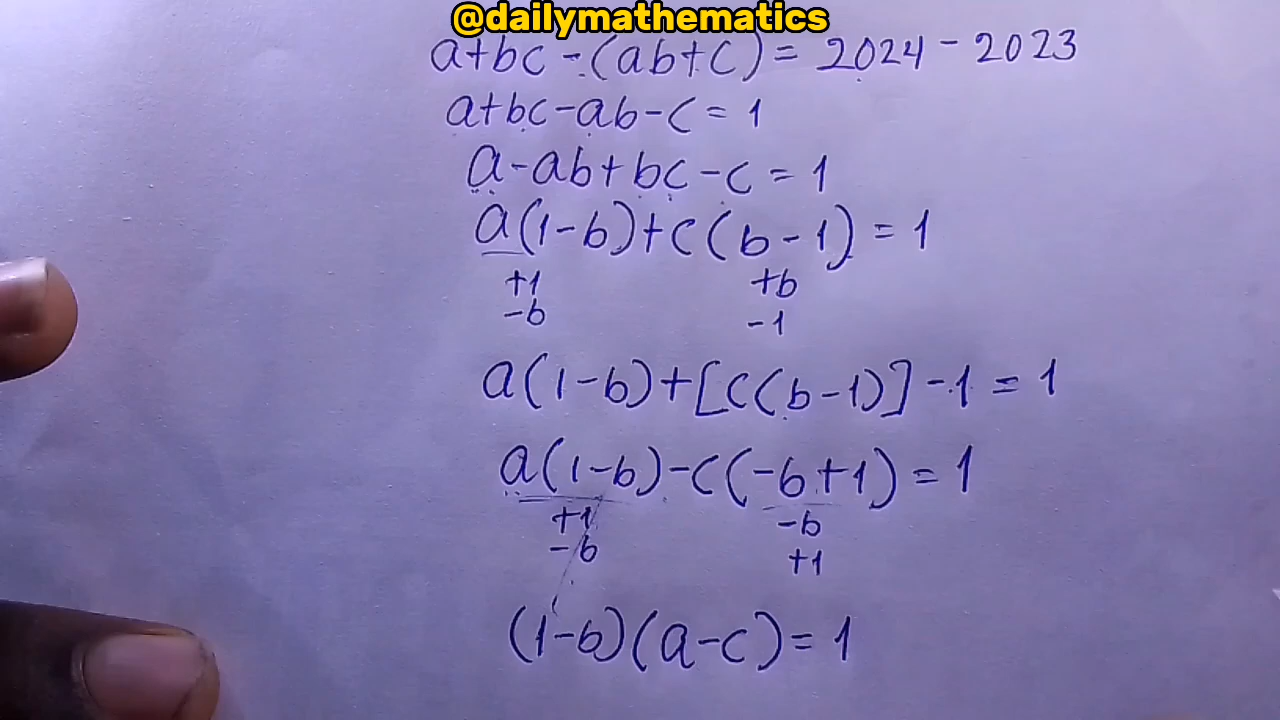 @dailymathematics
a+bc-(ab+c)=2024-2023
a+bc-ab-c=1
a-ab+bc-c=1
a(1-b)+c(b-1)=1
+1 +b
-b -1
a(1-b)+[c(b-1)]-1=1
a(1-b)-c(-b+1)=1
+1 -b
-b +1
(1-b)(a-c)=1